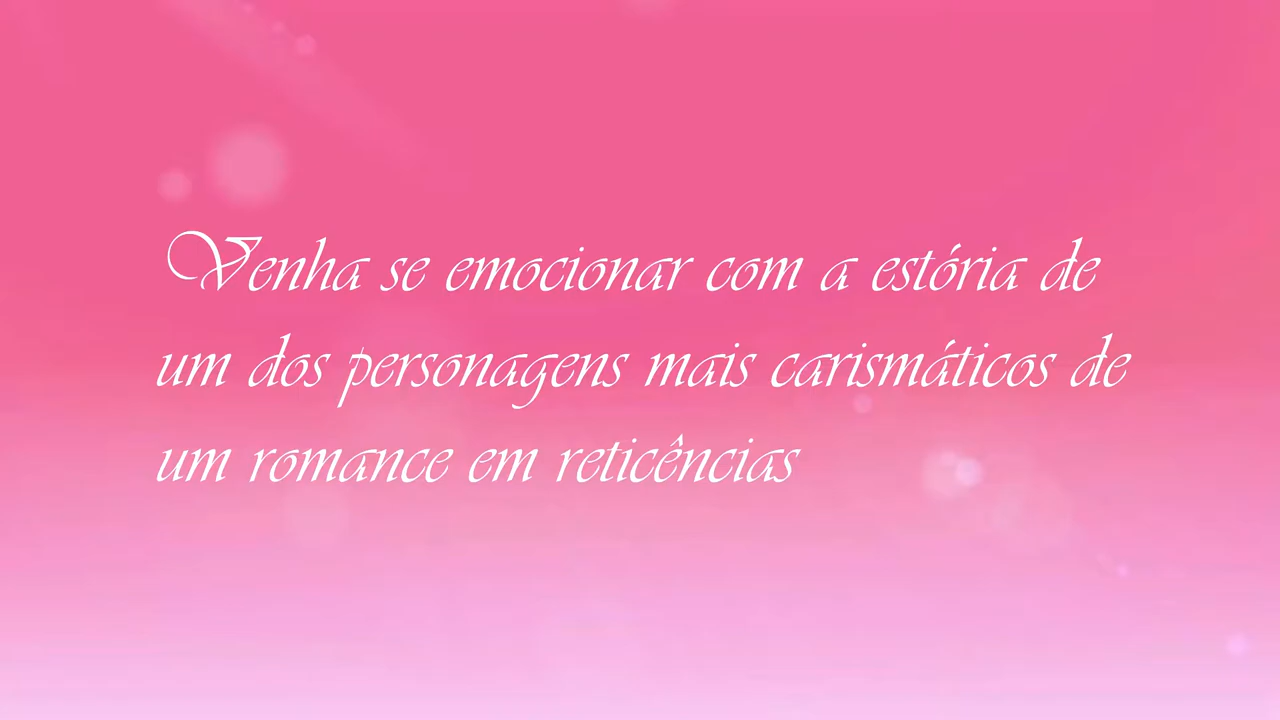 Venha se emocionar com a estória de
um dos personagens mais carismáticos de
um romance em reticências